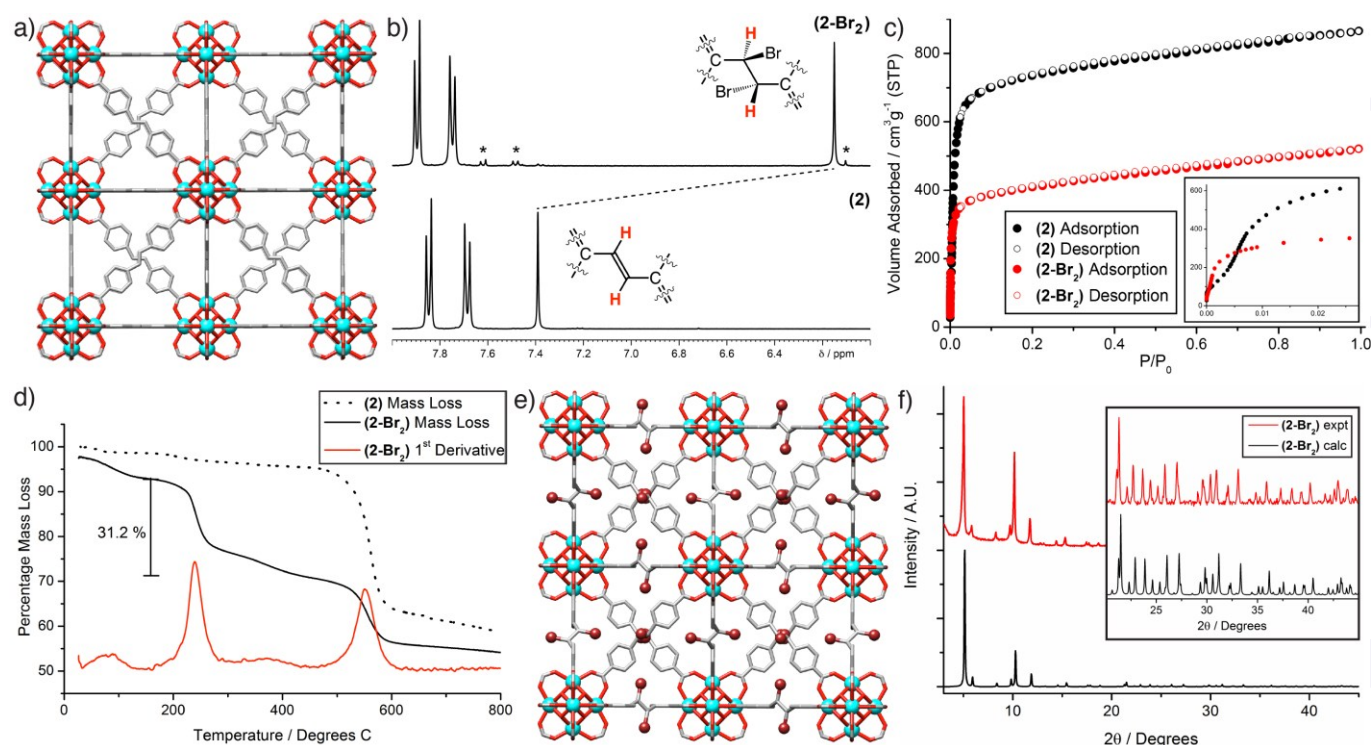 a)
b)
(2-Br2)
H
Br
C
C
Br
H
*
*
*
(2)
H
C
C
H
7.8
7.6
7.4
7.2
7.0
6.8
6.6
6.4
δ / ppm
c)
Volume Adsorbed / cm3g-1 (STP)
800
600
400
200
0
0.0
0.2
0.4
0.6
0.8
1.0
P/P0
(2) Adsorption
(2) Desorption
(2-Br2) Adsorption
(2-Br2) Desorption
600
400
200
0
0.00
0.01
0.02
d)
Percentage Mass Loss
100
90
80
70
60
50
0
200
400
600
800
Temperature / Degrees C
(2) Mass Loss
(2-Br2) Mass Loss
(2-Br2) 1st Derivative
31.2 %
e)
f)
Intensity / A.U.
(2-Br2) expt
(2-Br2) calc
25
30
35
40
2θ / Degrees
10
20
30
40
2θ / Degrees